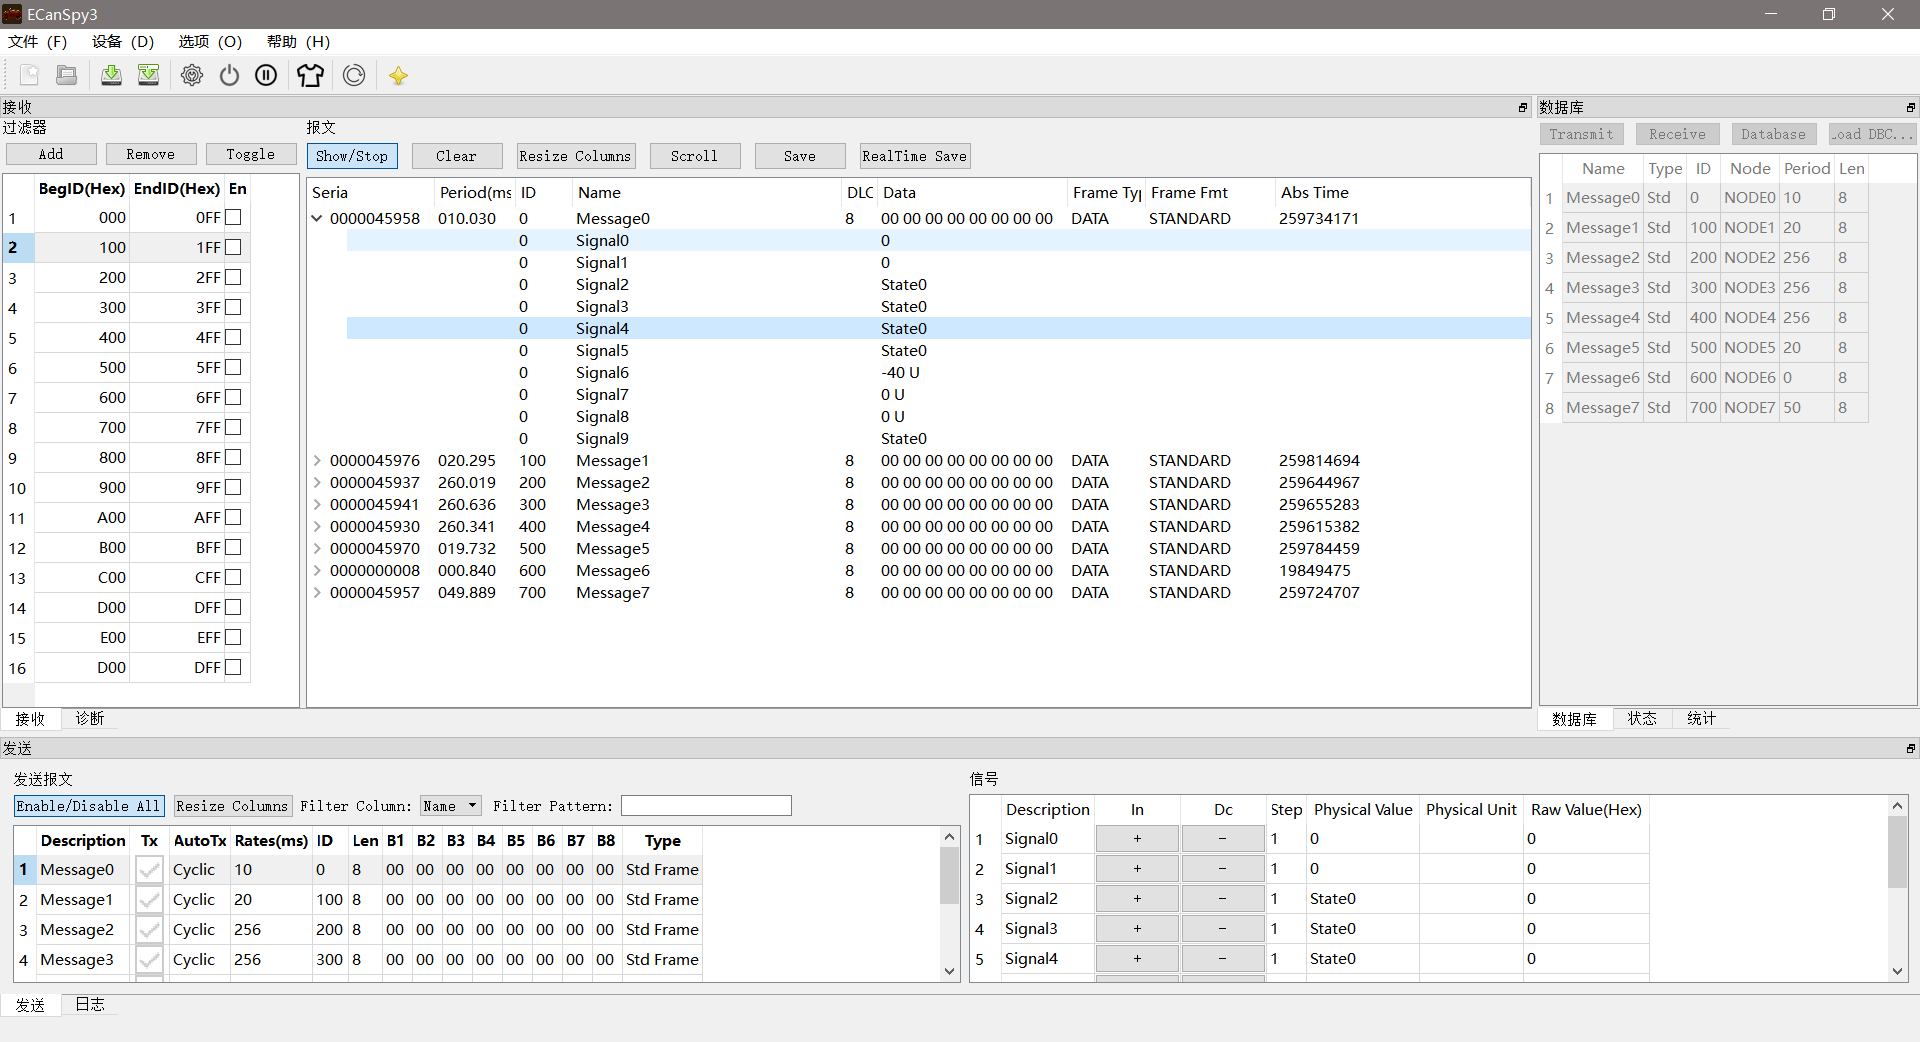 ECanSpy3
文件 (F) 设备 (D) 选项 (O) 帮助 (H)
接收
过滤器
Add Remove Toggle
BegID(Hex) EndID(Hex) En
1 000 0FF
2 100 1FF
3 200 2FF
4 300 3FF
5 400 4FF
6 500 5FF
7 600 6FF
8 700 7FF
9 800 8FF
10 900 9FF
11 A00 AFF
12 B00 BFF
13 C00 CFF
14 D00 DFF
15 E00 EFF
16 D00 DFF
接收 诊断
报文
Show/Stop Clear Resize Columns Scroll Save RealTime Save
Seria Period(ms ID Name DLC Data Frame Typ Frame Fmt Abs Time
0000045958 010.030 0 Message0 8 00 00 00 00 00 00 00 00 DATA STANDARD 259734171
0 Signal0 0
0 Signal1 0
0 Signal2 State0
0 Signal3 State0
0 Signal4 State0
0 Signal5 State0
0 Signal6 -40 U
0 Signal7 0 U
0 Signal8 0 U
0 Signal9 State0
0000045976 020.295 100 Message1 8 00 00 00 00 00 00 00 00 DATA STANDARD 259814694
0000045937 260.019 200 Message2 8 00 00 00 00 00 00 00 00 DATA STANDARD 259644967
0000045941 260.636 300 Message3 8 00 00 00 00 00 00 00 00 DATA STANDARD 259655283
0000045930 260.341 400 Message4 8 00 00 00 00 00 00 00 00 DATA STANDARD 259615382
0000045970 019.732 500 Message5 8 00 00 00 00 00 00 00 00 DATA STANDARD 259784459
0000000008 000.840 600 Message6 8 00 00 00 00 00 00 00 00 DATA STANDARD 19849475
0000045957 049.889 700 Message7 8 00 00 00 00 00 00 00 00 DATA STANDARD 259724707
数据库
Transmit Receive Database Load DBC...
Name Type ID Node Period Len
1 Message0 Std 0 NODE0 10 8
2 Message1 Std 100 NODE1 20 8
3 Message2 Std 200 NODE2 256 8
4 Message3 Std 300 NODE3 256 8
5 Message4 Std 400 NODE4 256 8
6 Message5 Std 500 NODE5 20 8
7 Message6 Std 600 NODE6 0 8
8 Message7 Std 700 NODE7 50 8
数据库 状态 统计
发送
发送报文
Enable/Disable All Resize Columns Filter Column: Name Filter Pattern:
Description Tx AutoTx Rates(ms) ID Len B1 B2 B3 B4 B5 B6 B7 B8 Type
1 Message0 Cyclic 10 0 8 00 00 00 00 00 00 00 00 Std Frame
2 Message1 Cyclic 20 100 8 00 00 00 00 00 00 00 00 Std Frame
3 Message2 Cyclic 256 200 8 00 00 00 00 00 00 00 00 Std Frame
4 Message3 Cyclic 256 300 8 00 00 00 00 00 00 00 00 Std Frame
信号
Description In Dc Step Physical Value Physical Unit Raw Value(Hex)
1 Signal0 + - 1 0 0
2 Signal1 + - 1 0 0
3 Signal2 + - 1 State0 0
4 Signal3 + - 1 State0 0
5 Signal4 + - 1 State0 0
发送 日志